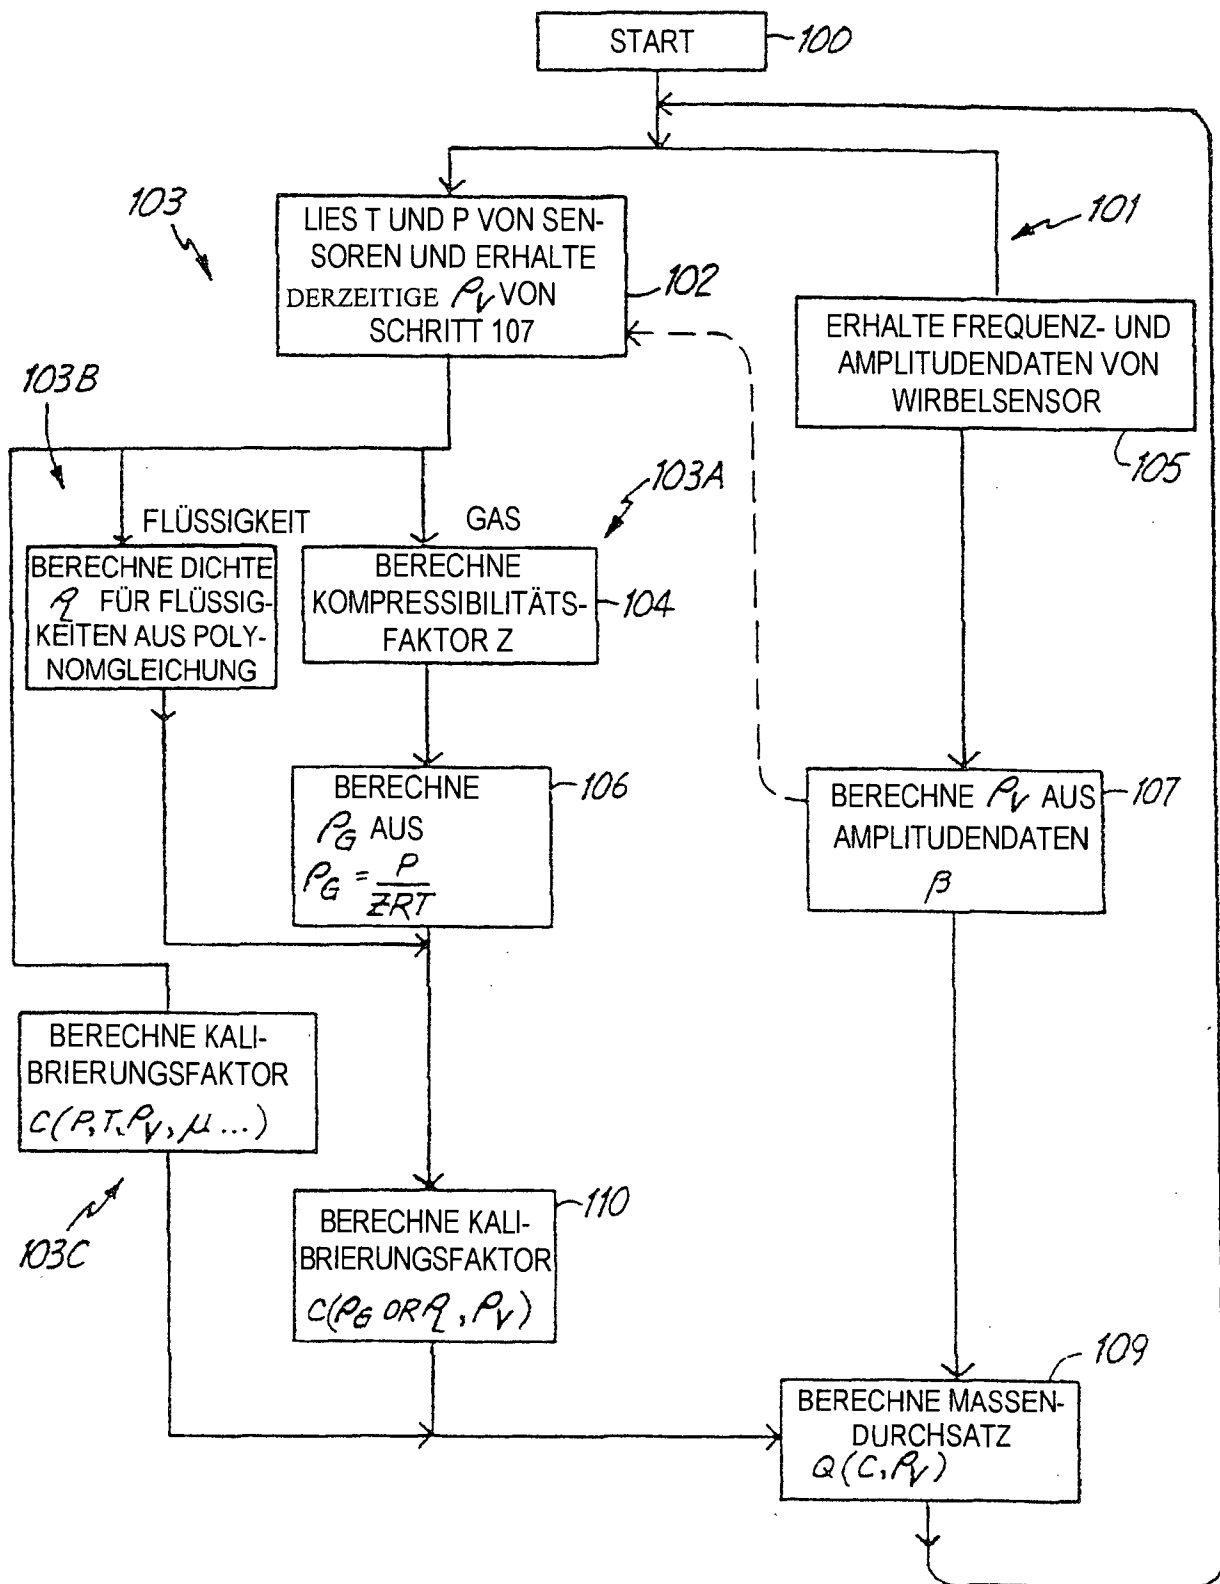 START
100
103
101
LIES T UND P VON SEN-
SOREN UND ERHALTE
DERZEITIGE ρV VON
SCHRITT 107
102
ERHALTE FREQUENZ- UND
AMPLITUDENDATEN VON
WIRBELSENSOR
105
103B
103A
FLÜSSIGKEIT
GAS
BERECHNE DICHTE
ρL FÜR FLÜSSIG-
KEITEN AUS POLY-
NOMGLEICHUNG
BERECHNE
KOMPRESSIBILITÄTS-
FAKTOR Z
104
BERECHNE
ρG AUS
ρG = P/ZRT
106
BERECHNE ρV AUS
AMPLITUDENDATEN
β
107
BERECHNE KALI-
BRIERUNGSFAKTOR
C(P, T, ρV, μ ...)
103C
BERECHNE KALI-
BRIERUNGSFAKTOR
C(ρG OR ρL, ρV)
110
BERECHNE MASSEN-
DURCHSATZ
Q(C, ρV)
109